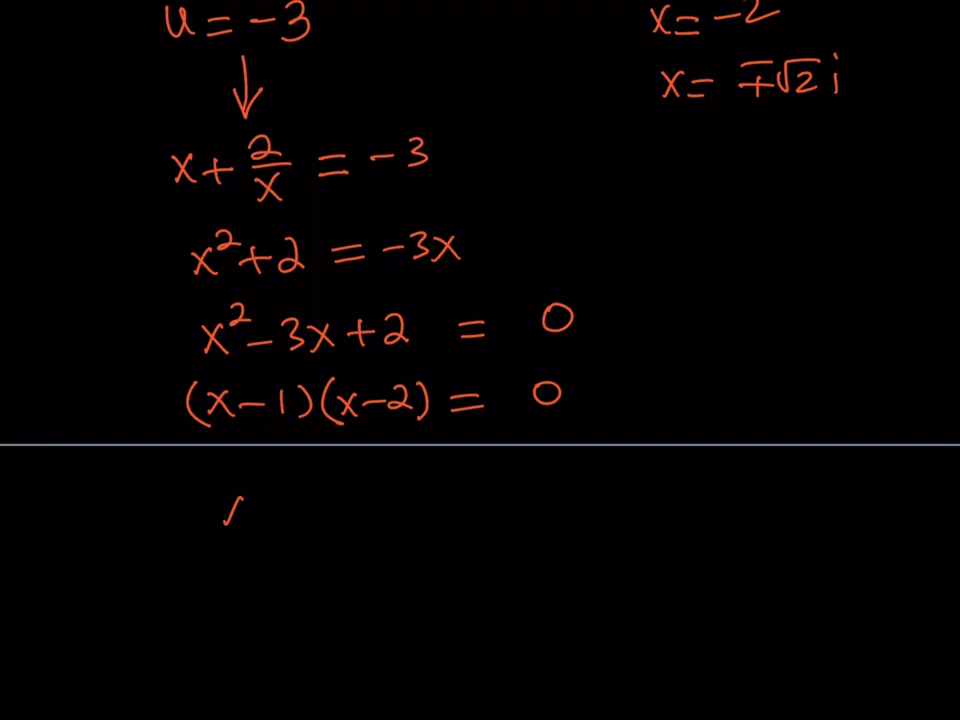 u = -3
x = -2
x = ∓√2 i
↓
x + 2/x = -3
x² + 2 = -3x
x² - 3x + 2 = 0
(x-1)(x-2) = 0